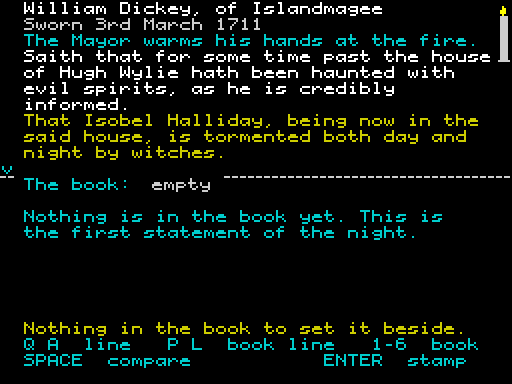 William Dickey, of Islandmagee
Sworn 3rd March 1711
The Mayor warms his hands at the fire.
Saith that for some time past the house
of Hugh Wylie hath been haunted with
evil spirits, as he is credibly
informed.
That Isobel Halliday, being now in the
said house, is tormented both day and
night by witches.
v
The book: empty
Nothing is in the book yet. This is
the first statement of the night.
Nothing in the book to set it beside.
Q A line P L book line 1-6 book
SPACE compare ENTER stamp